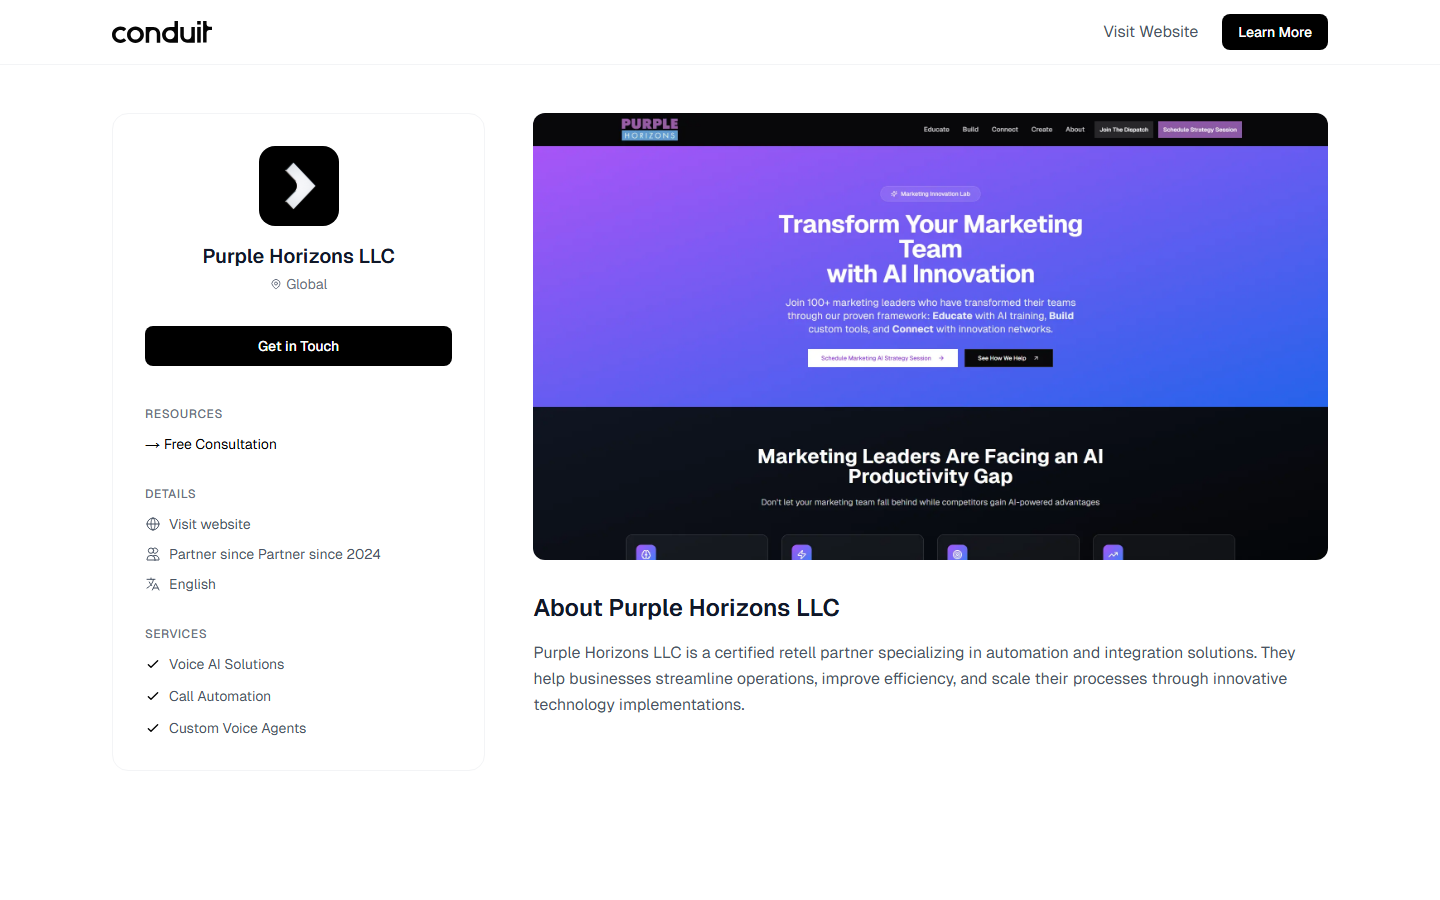 conduit
Visit Website
Learn More
Purple Horizons LLC
Global
Get in Touch
RESOURCES
→ Free Consultation
DETAILS
Visit website
Partner since Partner since 2024
English
SERVICES
Voice AI Solutions
Call Automation
Custom Voice Agents
PURPLE
HORIZONS
Educate
Build
Connect
Create
About
Join The Dispatch
Schedule Strategy Session
Marketing Innovation Lab
Transform Your Marketing
Team
with AI Innovation
Join 100+ marketing leaders who have transformed their teams
through our proven framework: Educate with AI training, Build
custom tools, and Connect with innovation networks.
Schedule Marketing AI Strategy Session →
See How We Help ↗
Marketing Leaders Are Facing an AI
Productivity Gap
Don't let your marketing team fall behind while competitors gain AI-powered advantages
About Purple Horizons LLC
Purple Horizons LLC is a certified retell partner specializing in automation and integration solutions. They
help businesses streamline operations, improve efficiency, and scale their processes through innovative
technology implementations.